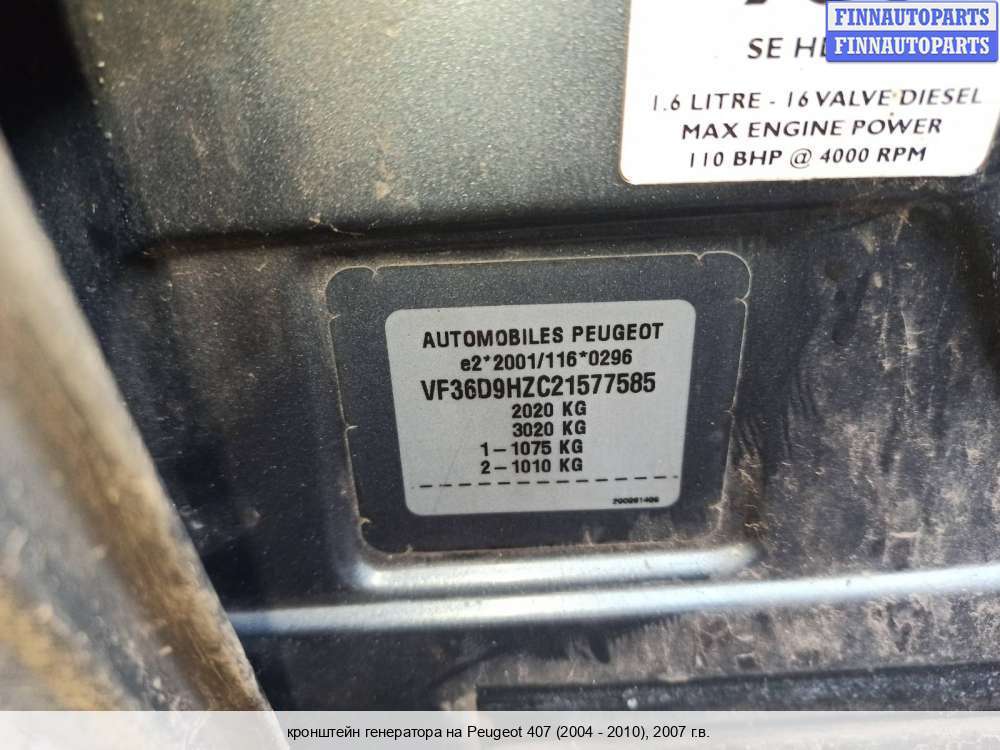 FINNAUTOPARTS
FINNAUTOPARTS
1.6 LITRE - 16 VALVE DIESEL
MAX ENGINE POWER
110 BHP @ 4000 RPM
AUTOMOBILES PEUGEOT
e2*2001/116*0296
VF36D9HZC21577585
2020 KG
3020 KG
1-1075 KG
2-1010 KG
кронштейн генератора на Peugeot 407 (2004 - 2010), 2007 г.в.